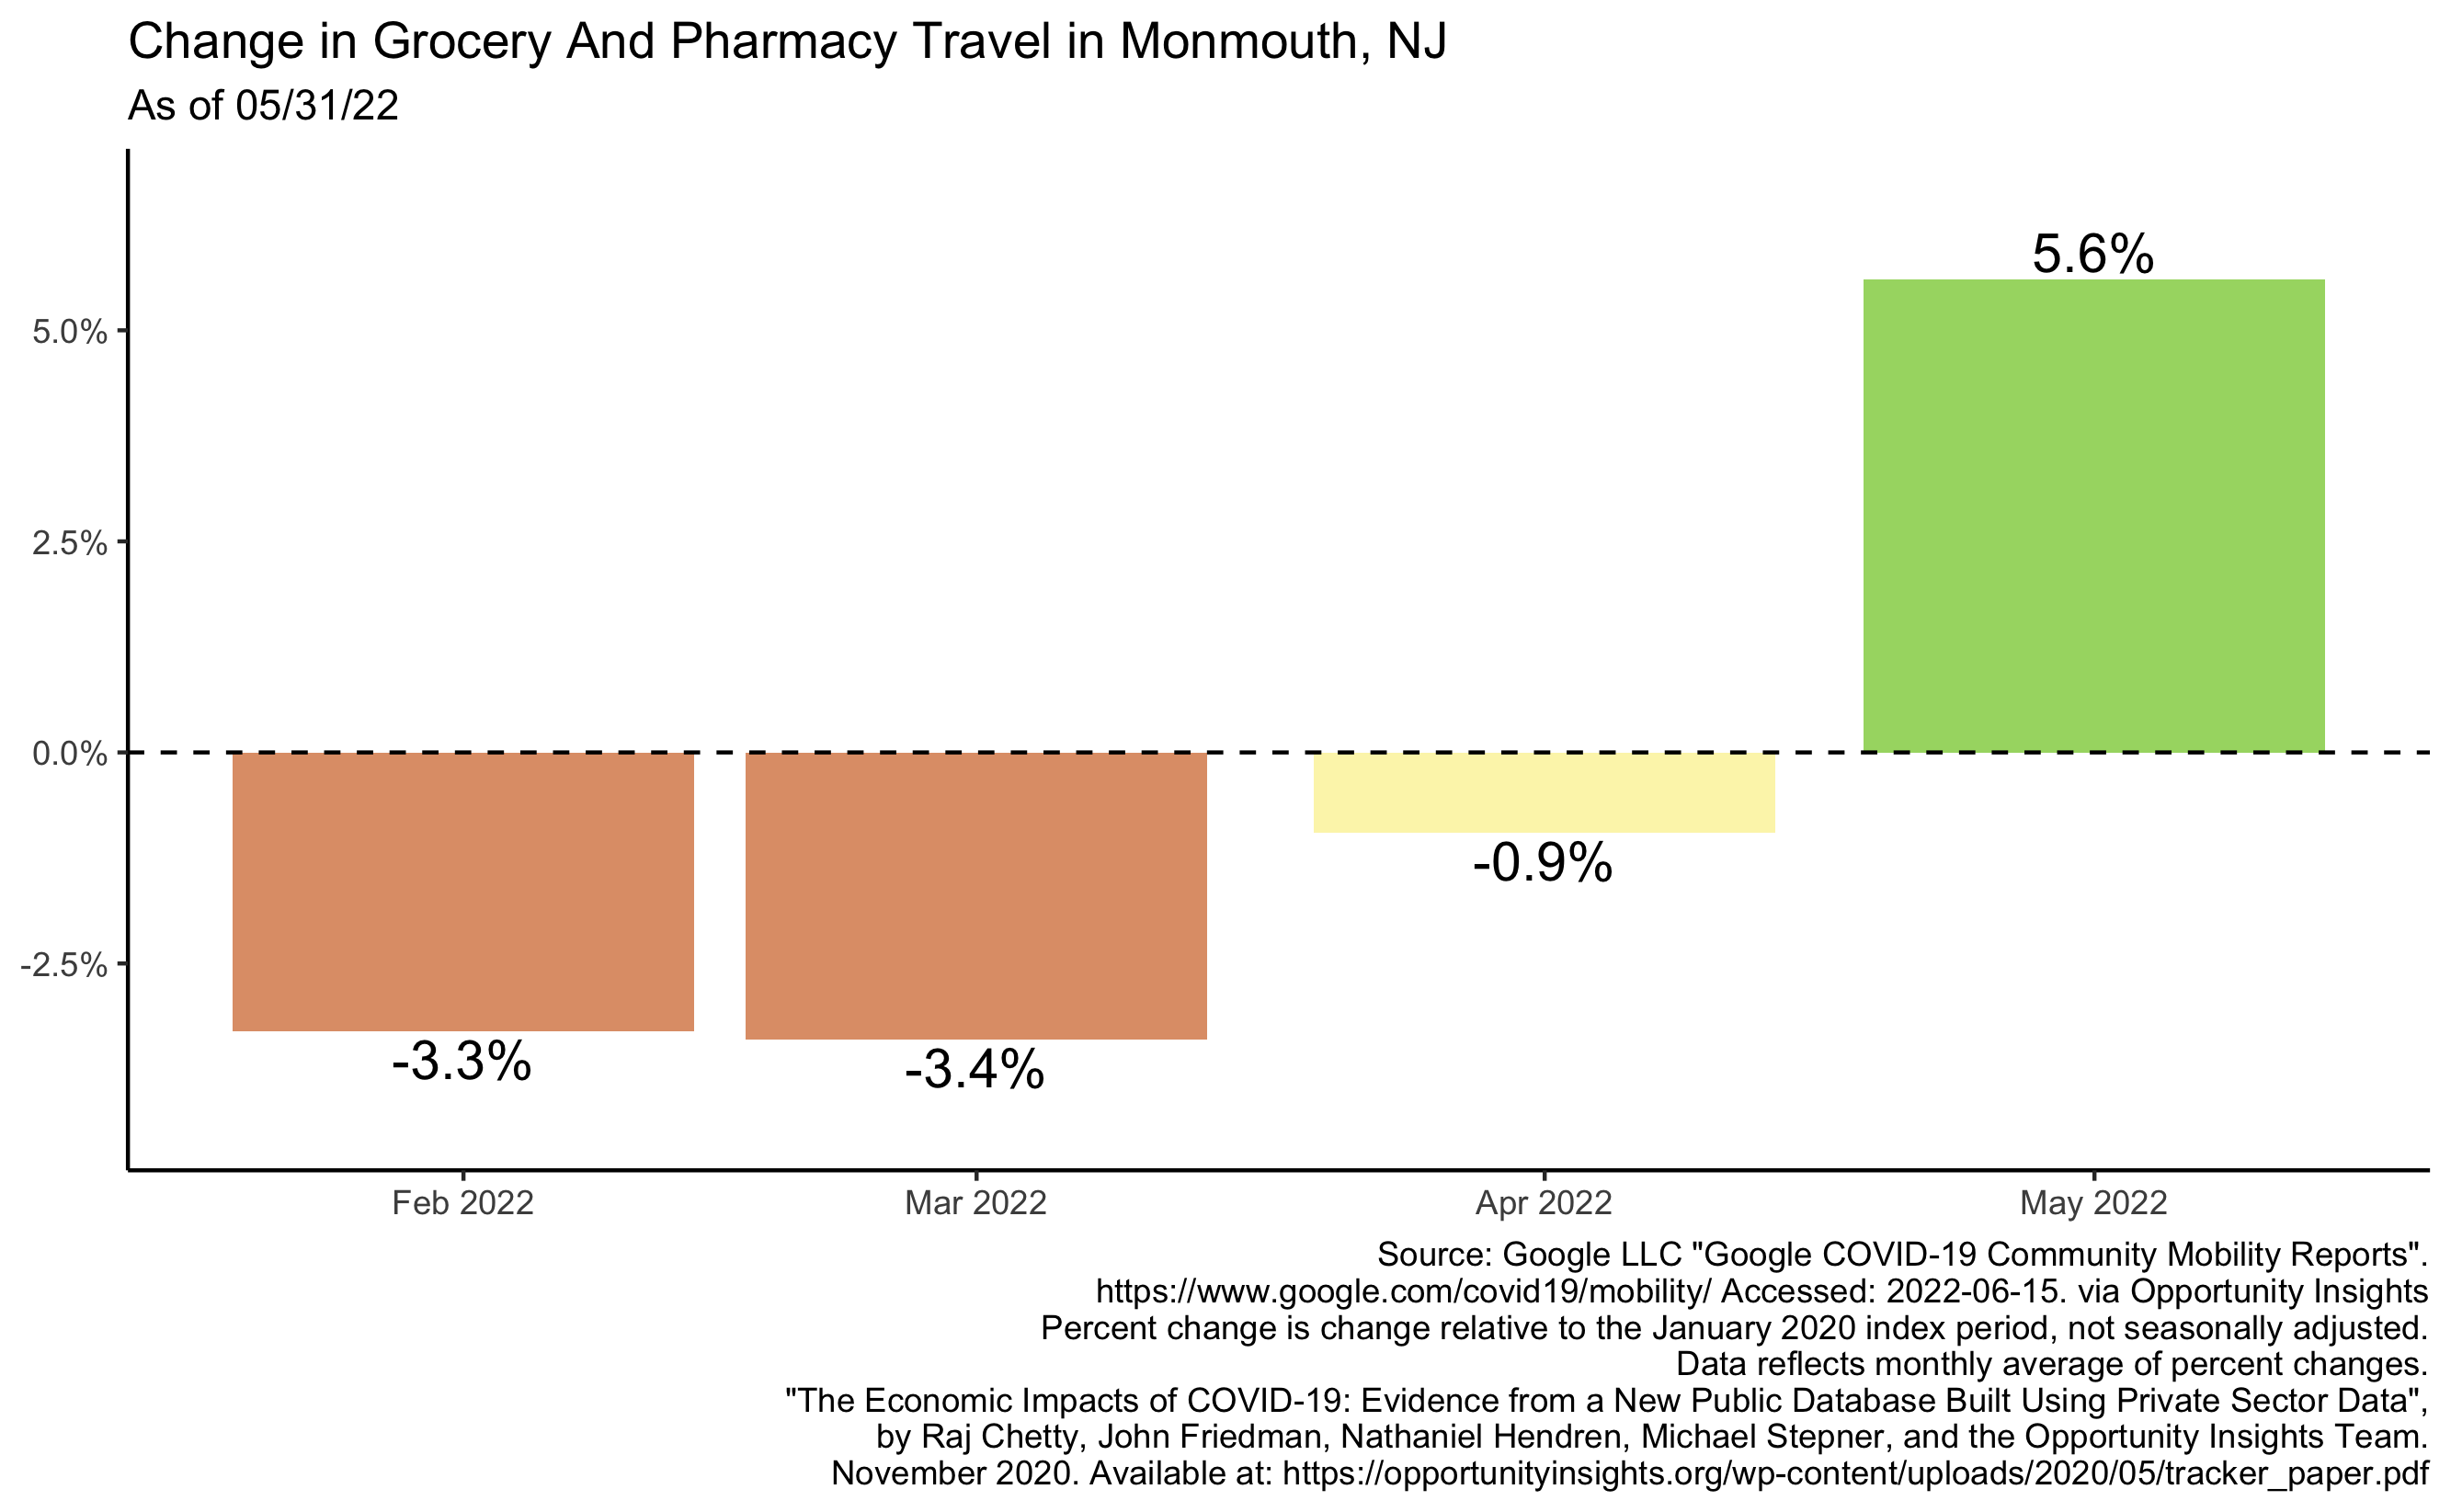 Change in Grocery And Pharmacy Travel in Monmouth, NJ
As of 05/31/22
5.6%
5.0%
2.5%
0.0%
-0.9%
-2.5%
-3.3%
-3.4%
Feb 2022
Mar 2022
Apr 2022
May 2022
Source: Google LLC "Google COVID-19 Community Mobility Reports".
https://www.google.com/covid19/mobility/ Accessed: 2022-06-15. via Opportunity Insights
Percent change is change relative to the January 2020 index period, not seasonally adjusted.
Data reflects monthly average of percent changes.
"The Economic Impacts of COVID-19: Evidence from a New Public Database Built Using Private Sector Data",
by Raj Chetty, John Friedman, Nathaniel Hendren, Michael Stepner, and the Opportunity Insights Team.
November 2020. Available at: https://opportunityinsights.org/wp-content/uploads/2020/05/tracker_paper.pdf